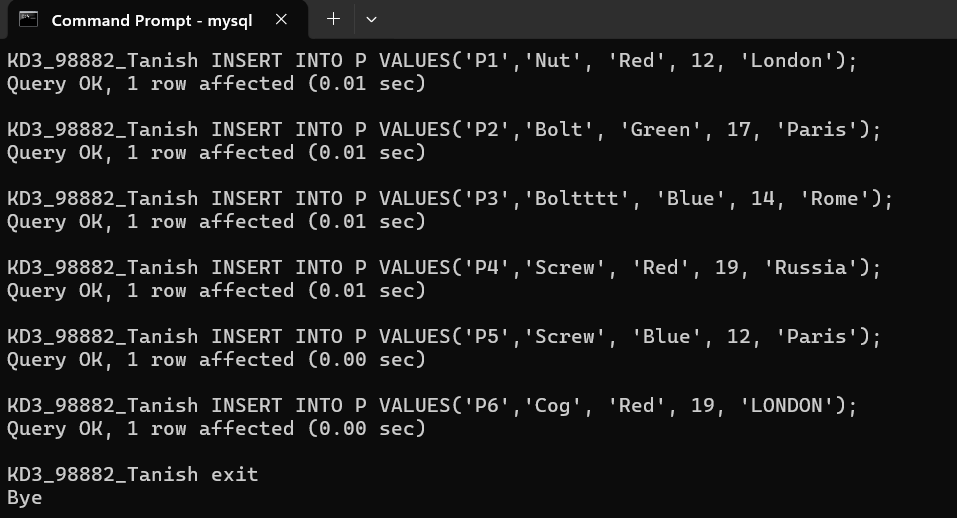 Command Prompt - mysql
KD3_98882_Tanish INSERT INTO P VALUES('P1','Nut', 'Red', 12, 'London');
Query OK, 1 row affected (0.01 sec)
KD3_98882_Tanish INSERT INTO P VALUES('P2','Bolt', 'Green', 17, 'Paris');
Query OK, 1 row affected (0.01 sec)
KD3_98882_Tanish INSERT INTO P VALUES('P3','Boltttt', 'Blue', 14, 'Rome');
Query OK, 1 row affected (0.01 sec)
KD3_98882_Tanish INSERT INTO P VALUES('P4','Screw', 'Red', 19, 'Russia');
Query OK, 1 row affected (0.01 sec)
KD3_98882_Tanish INSERT INTO P VALUES('P5','Screw', 'Blue', 12, 'Paris');
Query OK, 1 row affected (0.00 sec)
KD3_98882_Tanish INSERT INTO P VALUES('P6','Cog', 'Red', 19, 'LONDON');
Query OK, 1 row affected (0.00 sec)
KD3_98882_Tanish exit
Bye